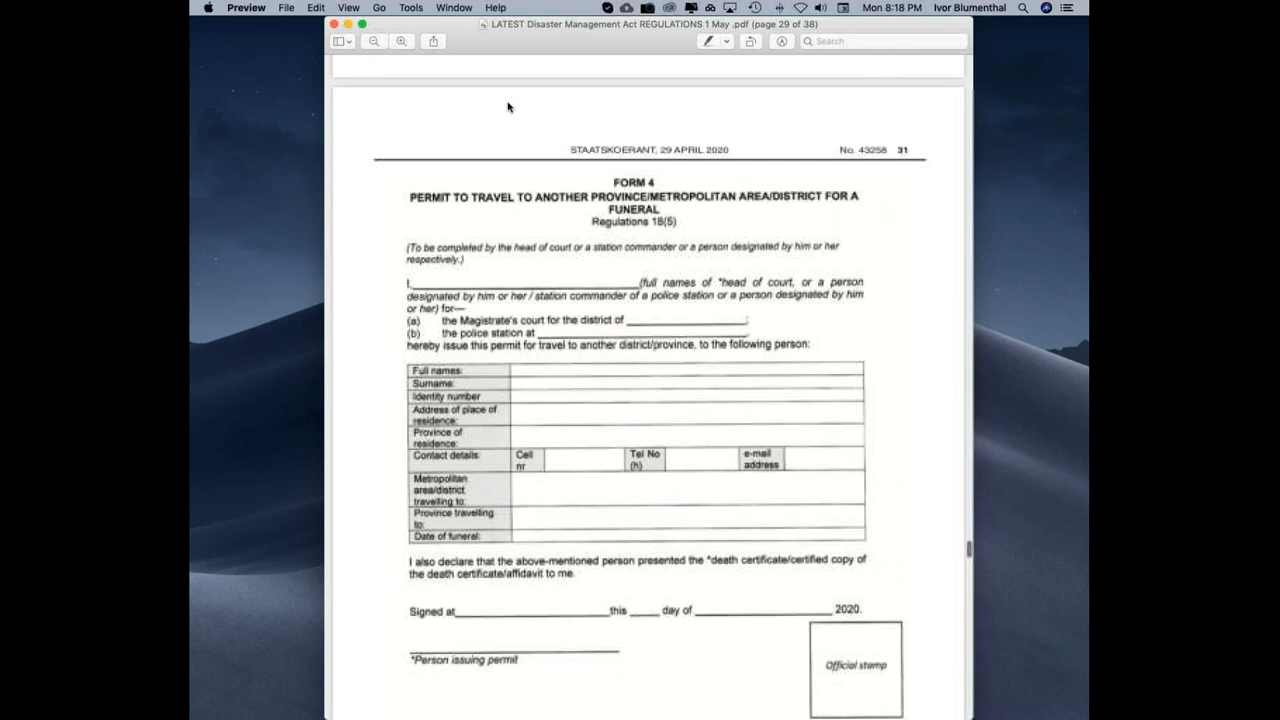 Preview File Edit View Go Tools Window Help Mon 8:18 PM Ivor Blumenthal
LATEST Disaster Management Act REGULATIONS 1 May .pdf (page 29 of 38)
Search
STAATSKOERANT, 29 APRIL 2020 No. 43258 31
FORM 4
PERMIT TO TRAVEL TO ANOTHER PROVINCE/METROPOLITAN AREA/DISTRICT FOR A
FUNERAL
Regulations 18(5)
(To be completed by the head of court or a station commander or a person designated by him or her
respectively.)
I,____________________(full names of *head of court, or a person
designated by him or her / station commander of a police station or a person designated by him
or her) for—
(a) the Magistrate's court for the district of ____________________;
(b) the police station at ____________________
hereby issue this permit for travel to another district/province, to the following person:
Full names:
Surname:
Identity number
Address of place of
residence:
Province of
residence:
Contact details: Cell Tel No e-mail
nr (h) address
Metropolitan
area/district
travelling to:
Province travelling
to:
Date of funeral:
I also declare that the above-mentioned person presented the *death certificate/certified copy of
the death certificate/affidavit to me.
Signed at____________________this _____ day of ____________________ 2020.
*Person issuing permit
Official stamp